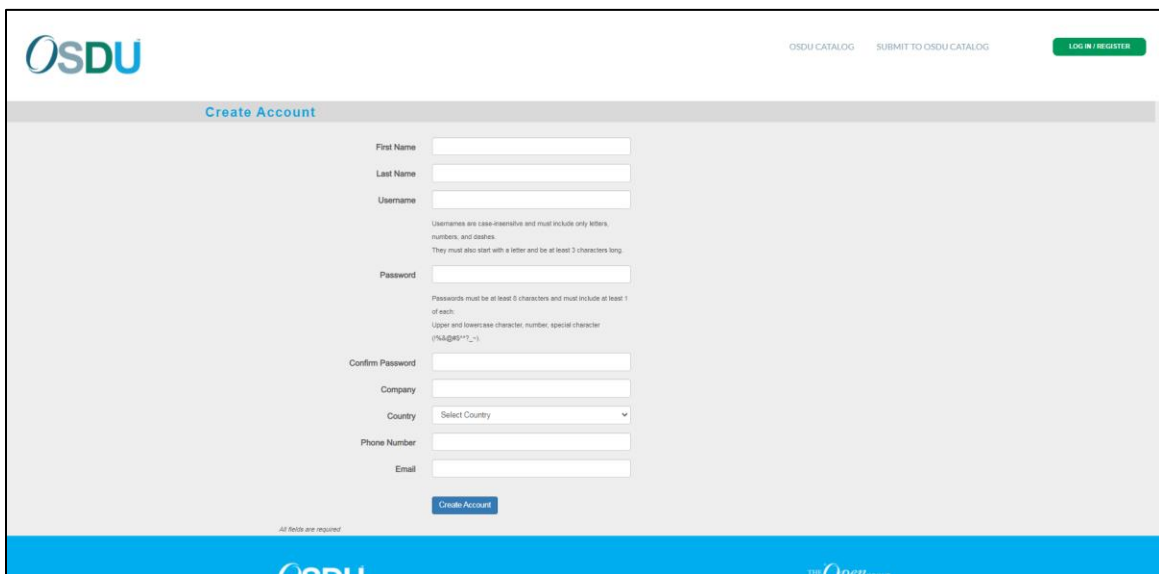 OSDU
OSDU CATALOG SUBMIT TO OSDU CATALOG LOG IN / REGISTER
Create Account
First Name
Last Name
Username
Usernames are case-insensitve and must include only letters,
numbers, and dashes.
They must also start with a letter and be at least 3 characters long.
Password
Passwords must be at least 8 characters and must include at least 1
of each:
Upper and lowercase character, number, special character
Confirm Password
Company
Country Select Country
Phone Number
Email
Create Account
All fields are required
OSDU THE Open